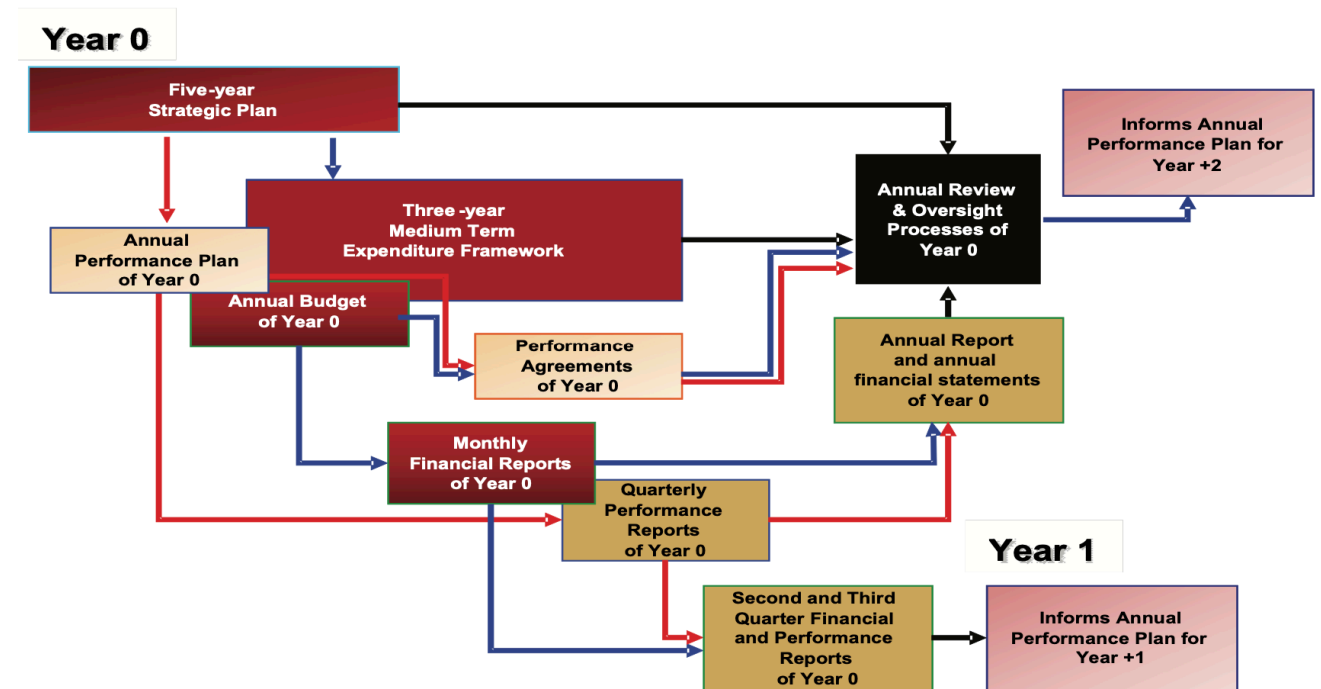 Year 0
Five-year
Strategic Plan
Informs Annual
Performance Plan for
Year +2
Annual Review
& Oversight
Processes of
Year 0
Three -year
Medium Term
Expenditure Framework
Annual
Performance Plan
of Year 0
Annual Budget
of Year 0
Performance
Agreements
of Year 0
Annual Report
and annual
financial statements
of Year 0
Monthly
Financial Reports
of Year 0
Quarterly
Performance
Reports
of Year 0
Year 1
Second and Third
Quarter Financial
and Performance
Reports
of Year 0
Informs Annual
Performance Plan for
Year +1